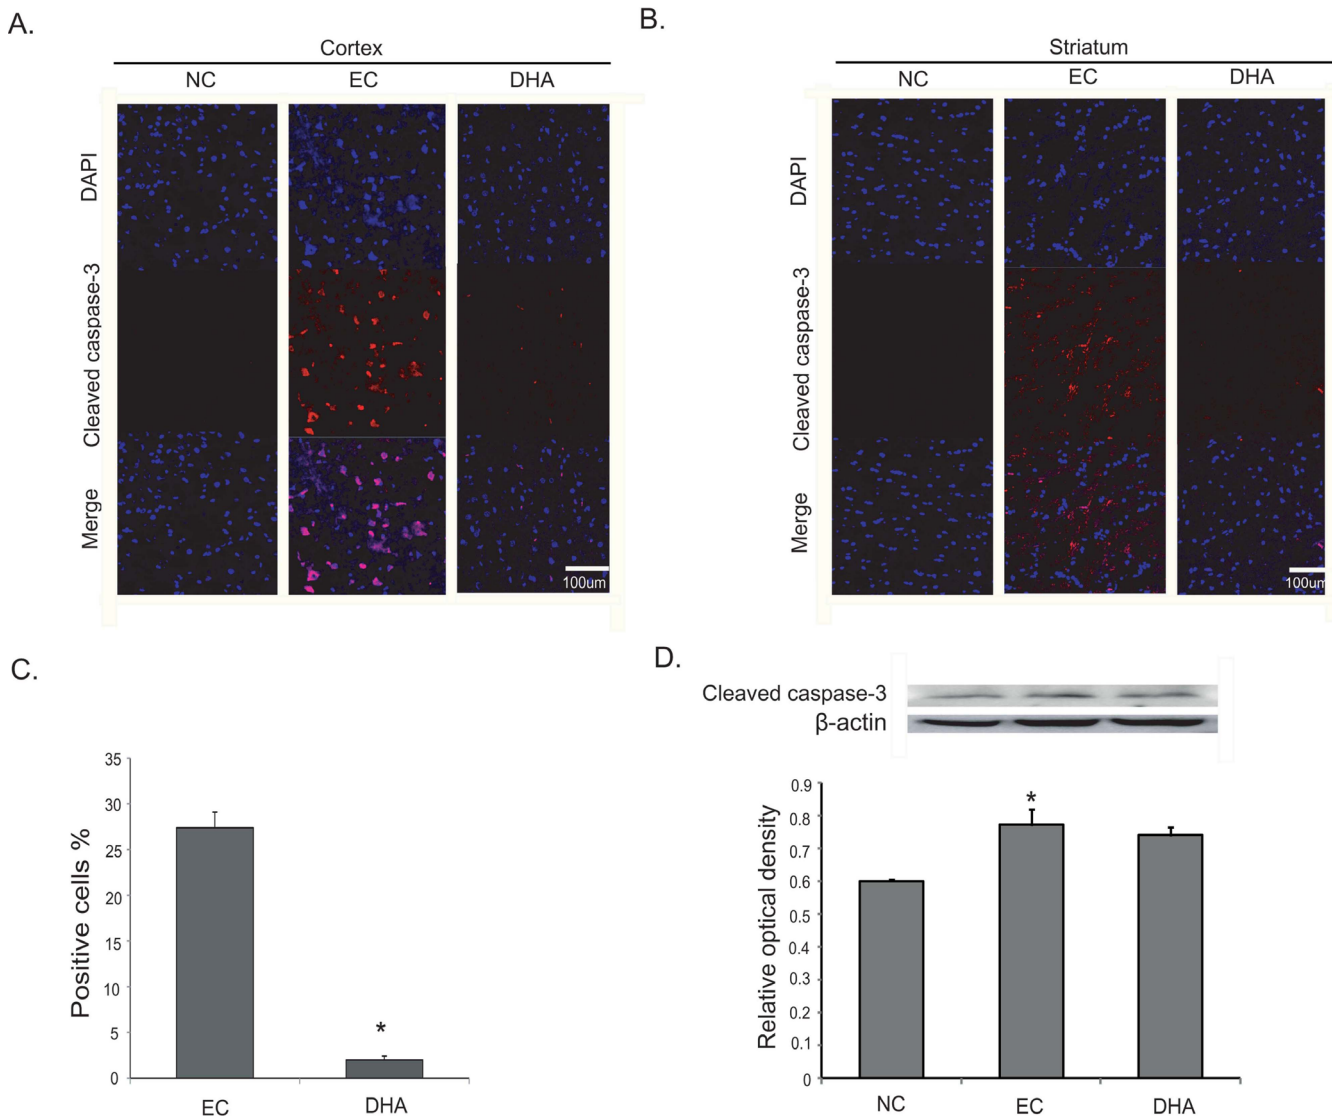 A.
Cortex
NC EC DHA
DAPI
Cleaved caspase-3
Merge
100um
B.
Striatum
NC EC DHA
DAPI
Cleaved caspase-3
Merge
100um
C.
Positive cells %
35
30
25
20
15
10
5
0
EC DHA
*
D.
Cleaved caspase-3
β-actin
Relative optical density
0.9
0.8
0.7
0.6
0.5
0.4
0.3
0.2
0.1
0
*
NC EC DHA